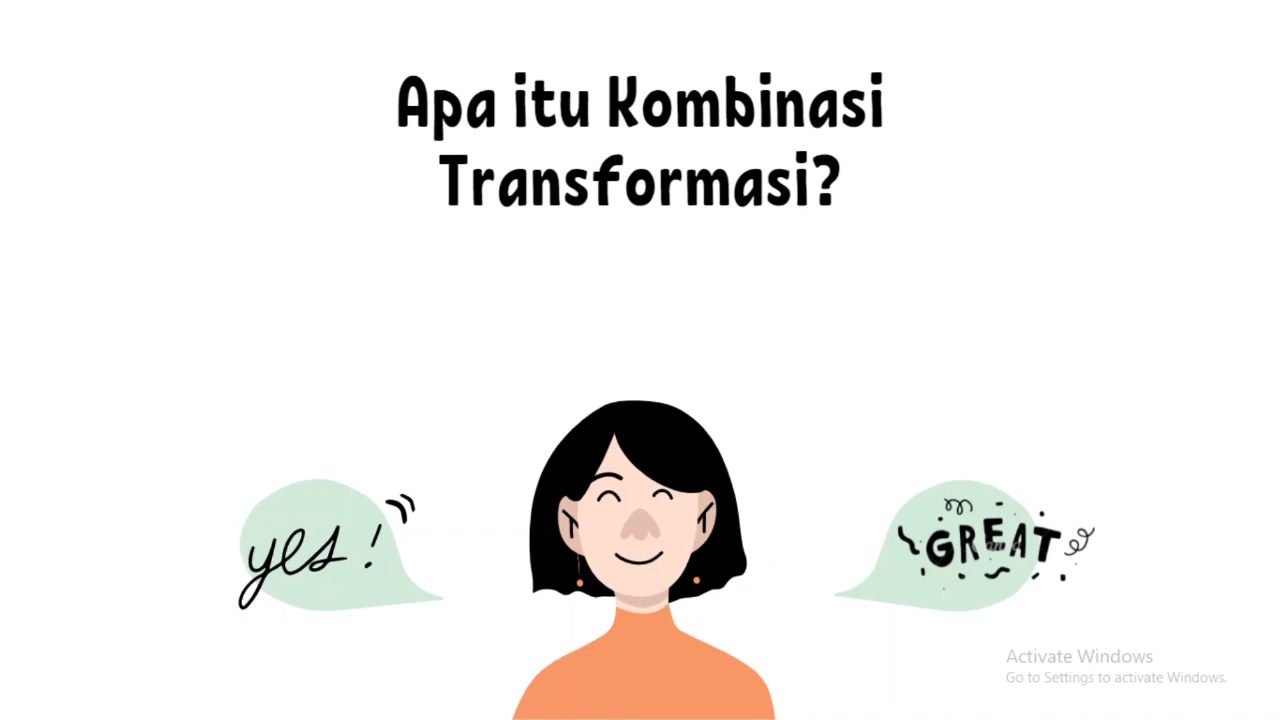 Apa itu Kombinasi
Transformasi?
yes!
GREAT
Activate Windows
Go to Settings to activate Windows.